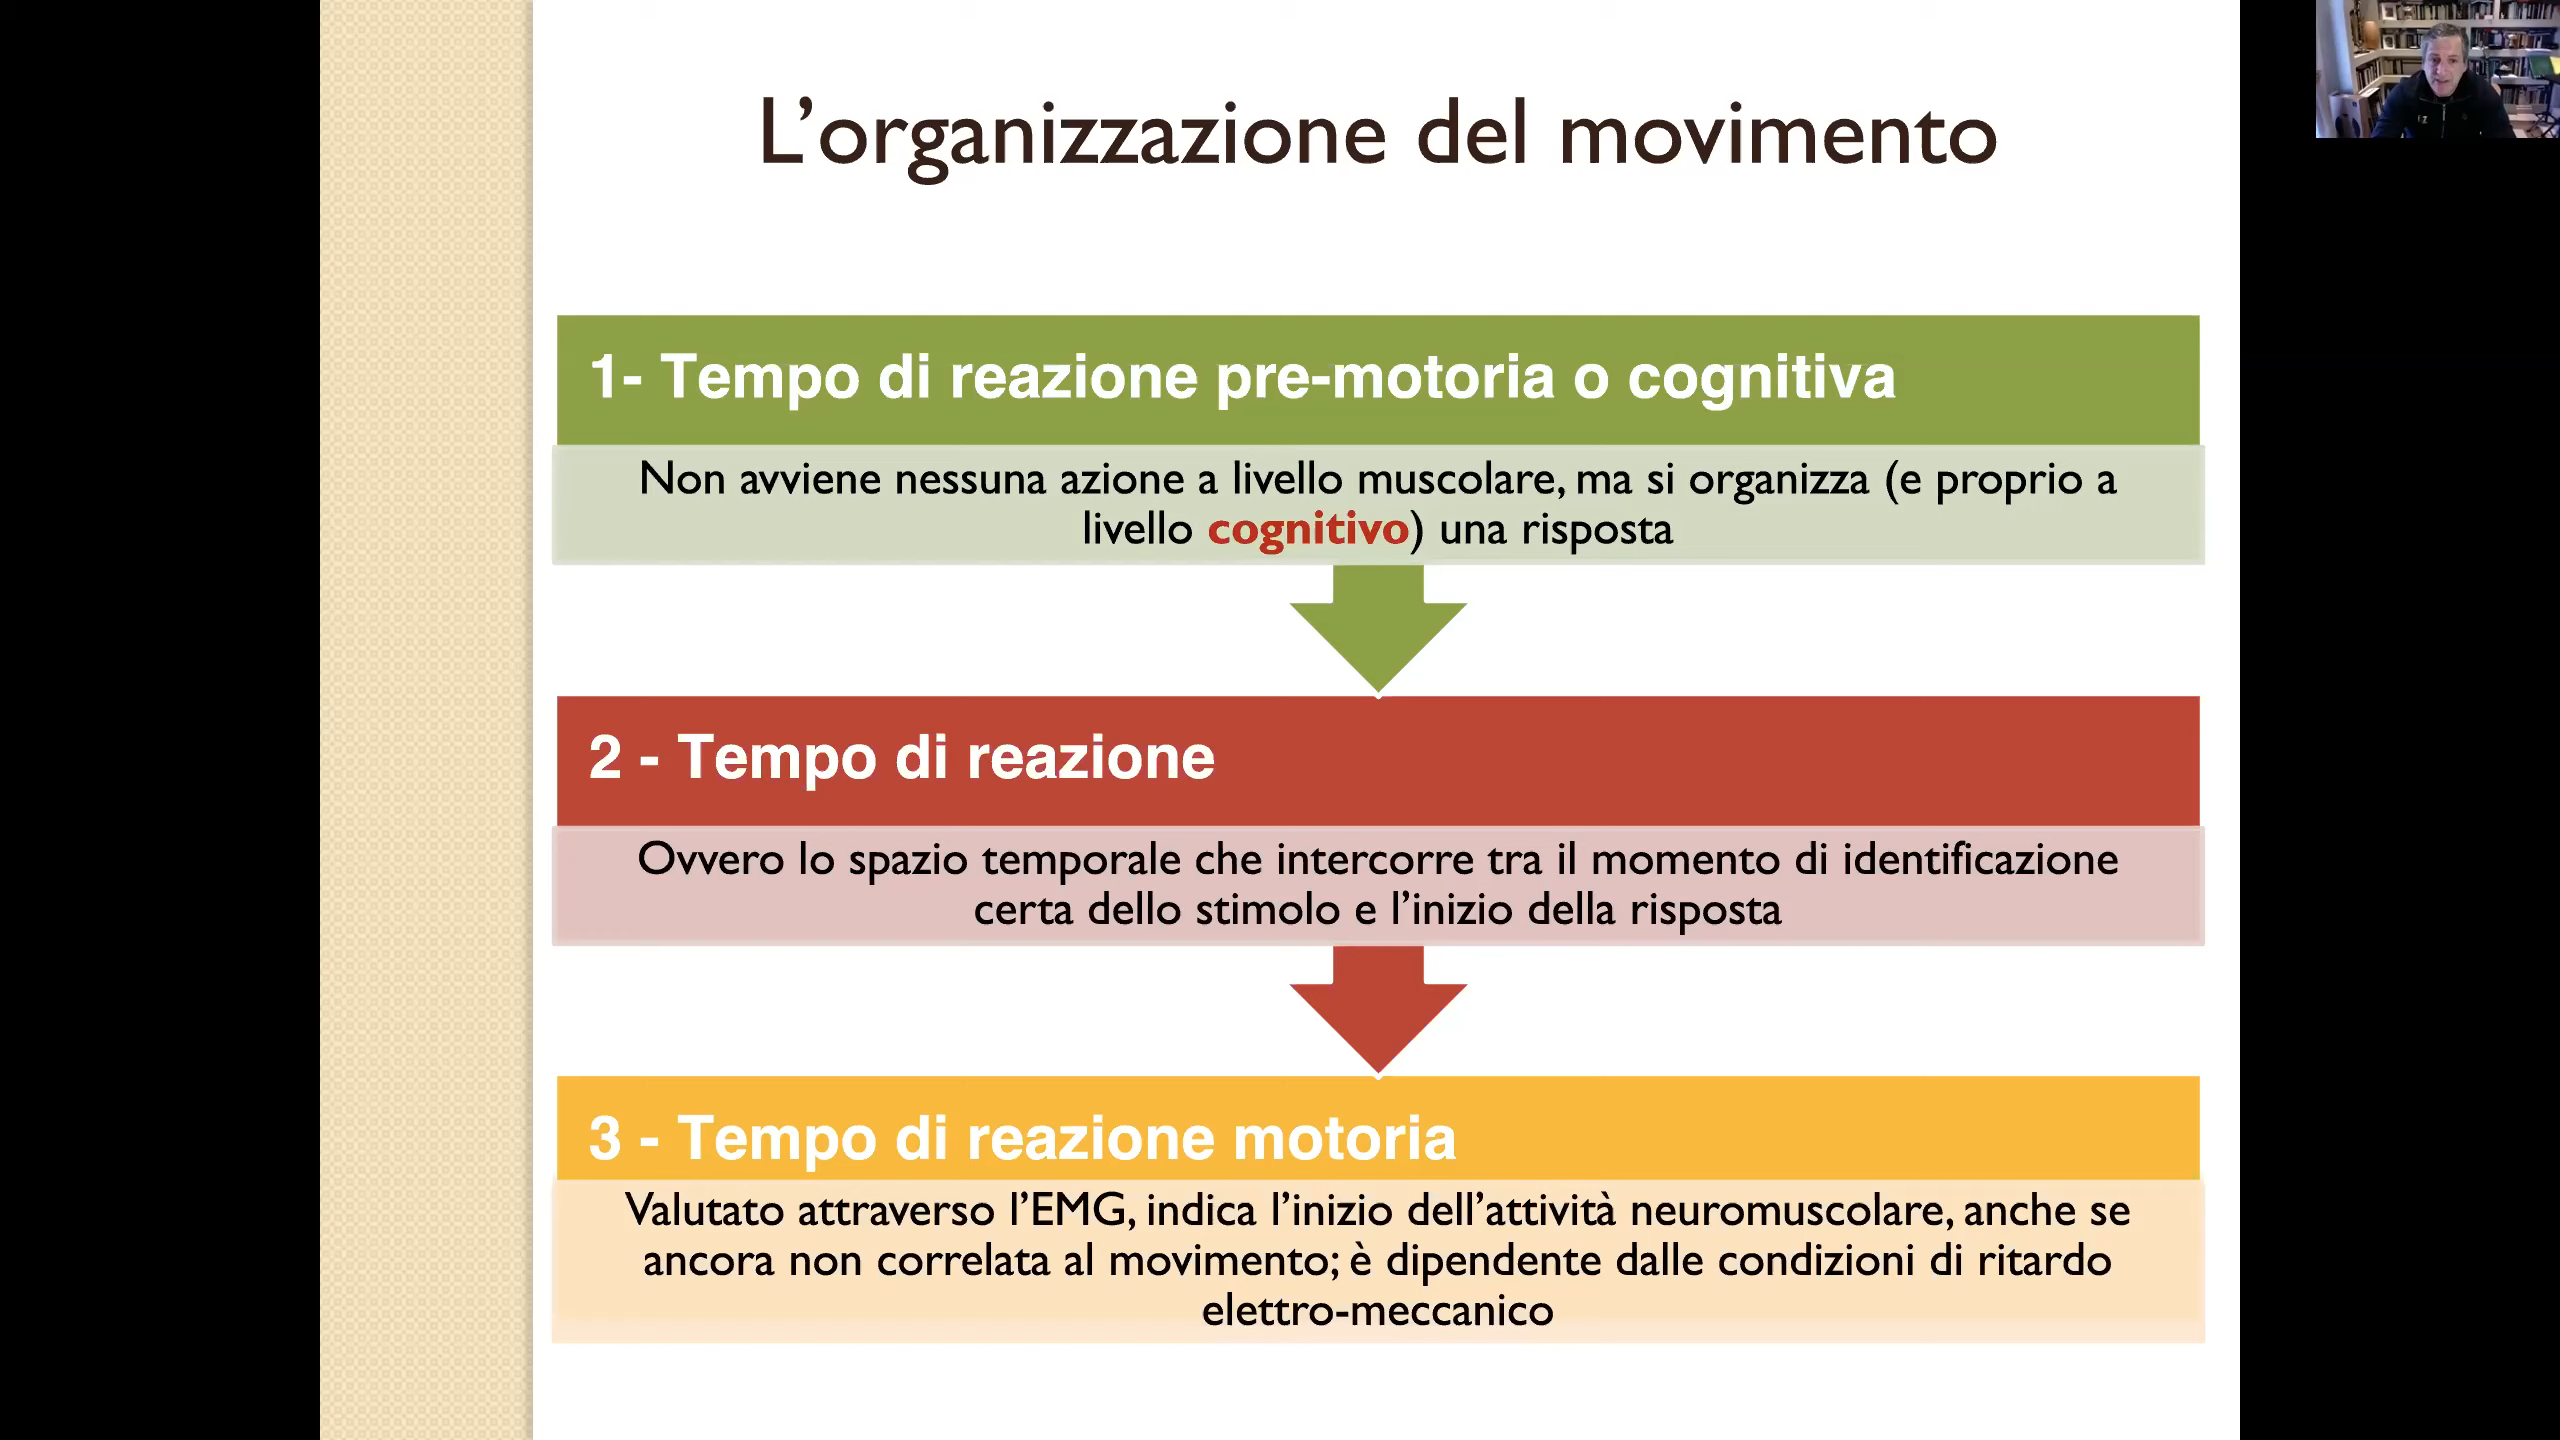 L’organizzazione del movimento
1- Tempo di reazione pre-motoria o cognitiva
Non avviene nessuna azione a livello muscolare, ma si organizza (e proprio a
livello cognitivo) una risposta
2 - Tempo di reazione
Ovvero lo spazio temporale che intercorre tra il momento di identificazione
certa dello stimolo e l’inizio della risposta
3 - Tempo di reazione motoria
Valutato attraverso l’EMG, indica l’inizio dell’attività neuromuscolare, anche se
ancora non correlata al movimento; è dipendente dalle condizioni di ritardo
elettro-meccanico